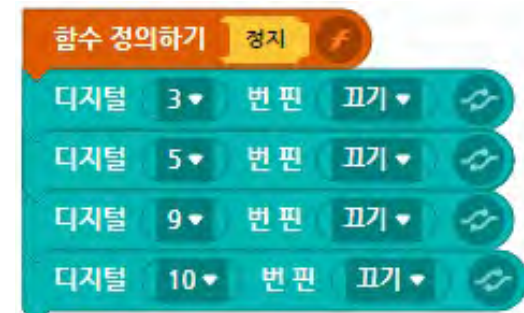 함수 정의하기 정지 f
디지털 3 번 핀 끄기
디지털 5 번 핀 끄기
디지털 9 번 핀 끄기
디지털 10 번 핀 끄기